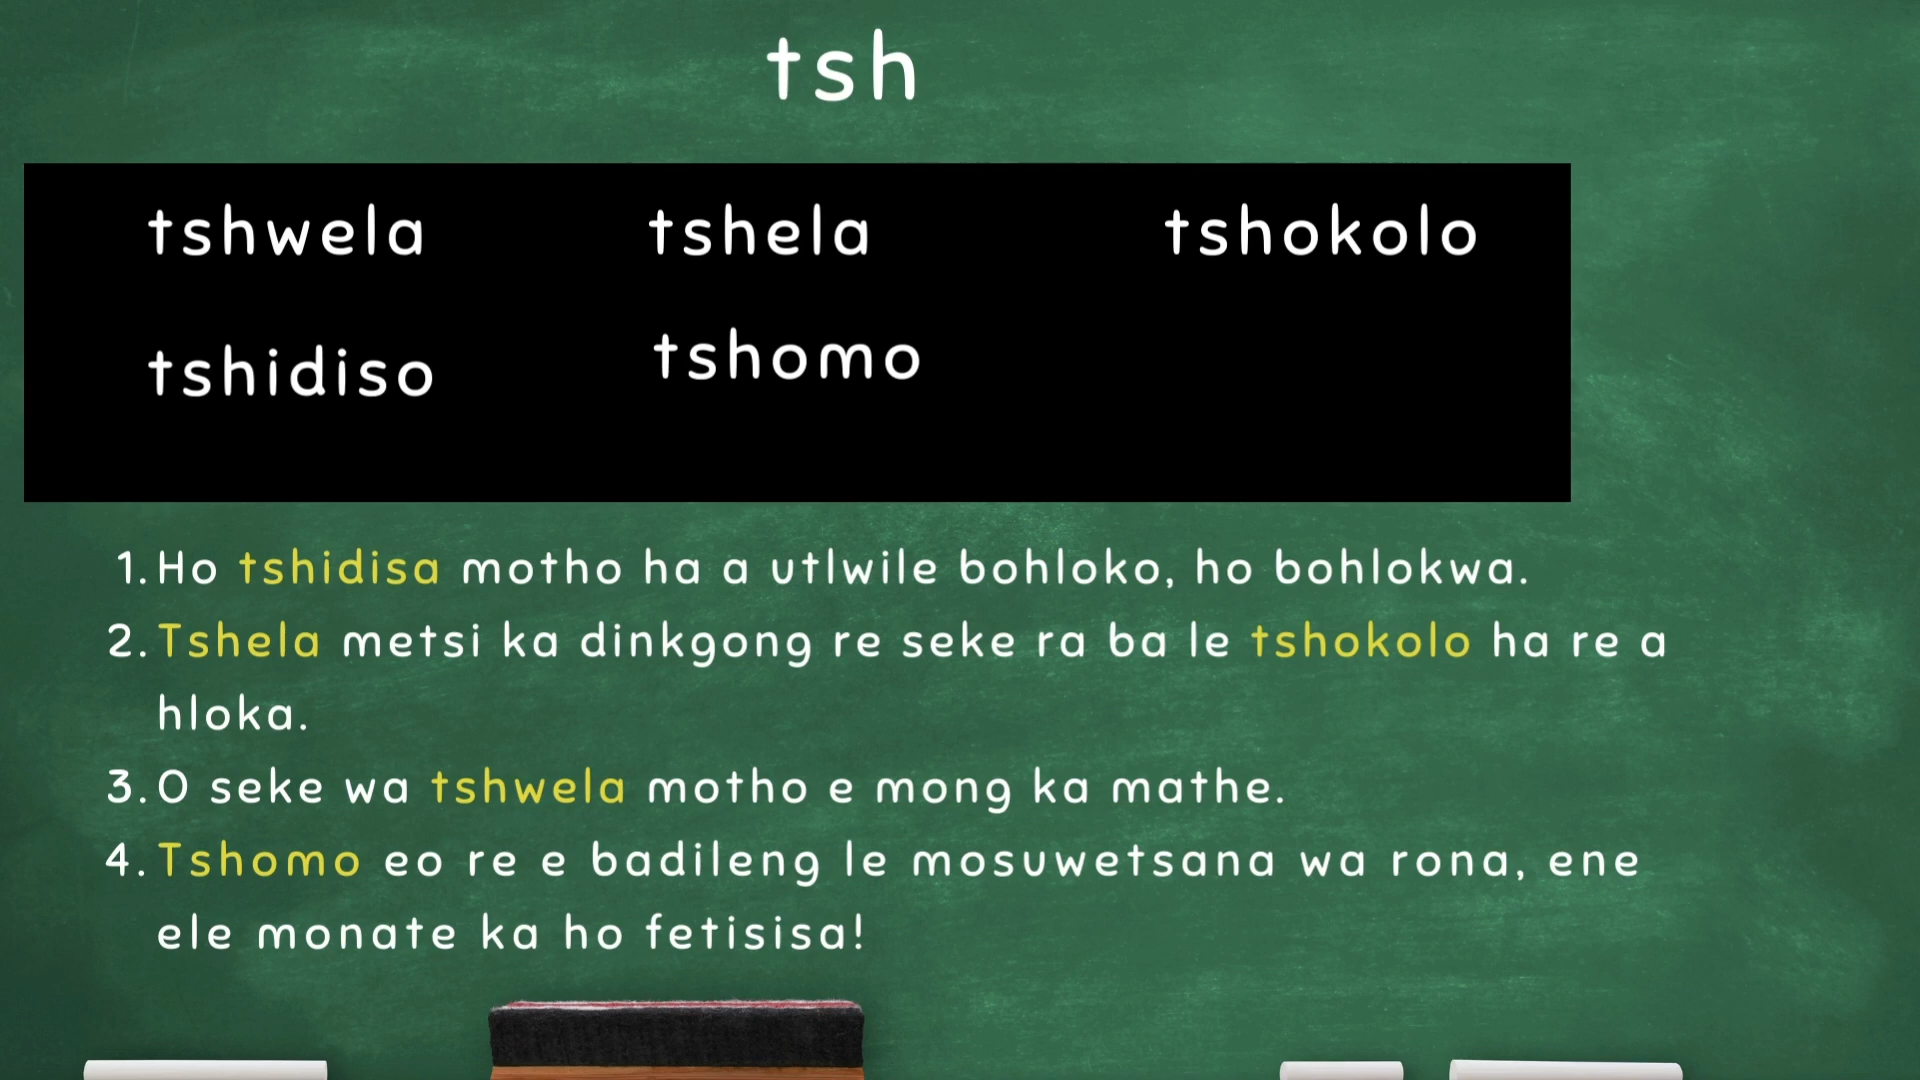 tsh
tshwela tshela tshokolo
tshidiso tshomo
1. Ho tshidisa motho ha a utlwile bohloko, ho bohlokwa.
2. Tshela metsi ka dinkgong re seke ra ba le tshokolo ha re a
hloka.
3. O seke wa tshwela motho e mong ka mathe.
4. Tshomo eo re e badileng le mosuwetsana wa rona, ene
ele monate ka ho fetisisa!